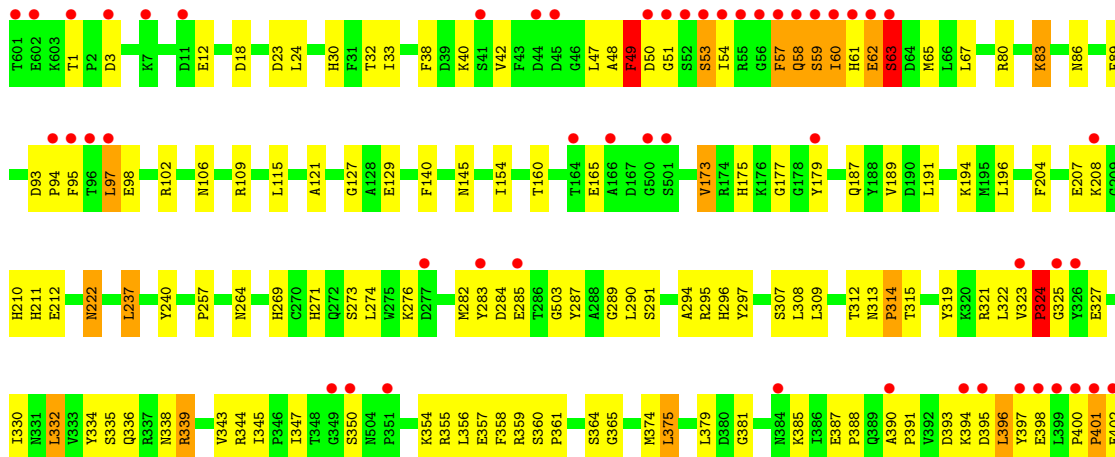 T601 E602 K603 T1 P2 D3 K7 D11 E12 D18 D23 L24 H30 F31 T32 I33 F38 D39 K40 S41 V42 F43 D44 D45 G46 L47 A48 F49 D50 G51 S52 S53 I54 R55 G56 F57 Q58 S59 I60 H61 E62 S63 D64 M65 L66 L67 R80 K83 N86
D93 P94 F95 T96 L97 E98 R102 N106 R109 L115 A121 G127 A128 E129 F140 N145 I154 T160 T164 E165 A166 D167 G500 S501 V173 R174 H175 K176 G177 G178 Y179 Q187 Y188 V189 D190 L191 K194 M195 L196 F204 E207 K208
H210 H211 E212 N222 L237 Y240 P257 N264 H269 C270 H271 Q272 S273 L274 W275 K276 D277 M282 Y283 D284 E285 T286 G503 Y287 A288 G289 L290 S291 A294 R295 H296 Y297 S307 L308 L309 T312 N313 P314 T315 Y319 K320 R321 L322 V323 P324 G325 Y326 E327
I330 N331 L332 V333 Y334 S335 Q336 R337 N338 R339 V343 R344 I345 P346 I347 T348 G349 S350 N504 P351 K354 R355 L356 E357 F358 R359 S360 P361 S364 G365 M374 L375 L379 D380 G381 N384 K385 I386 E387 P388 Q389 A390 P391 V392 D393 K394 D395 L396 Y397 E398 L399 P400 P401